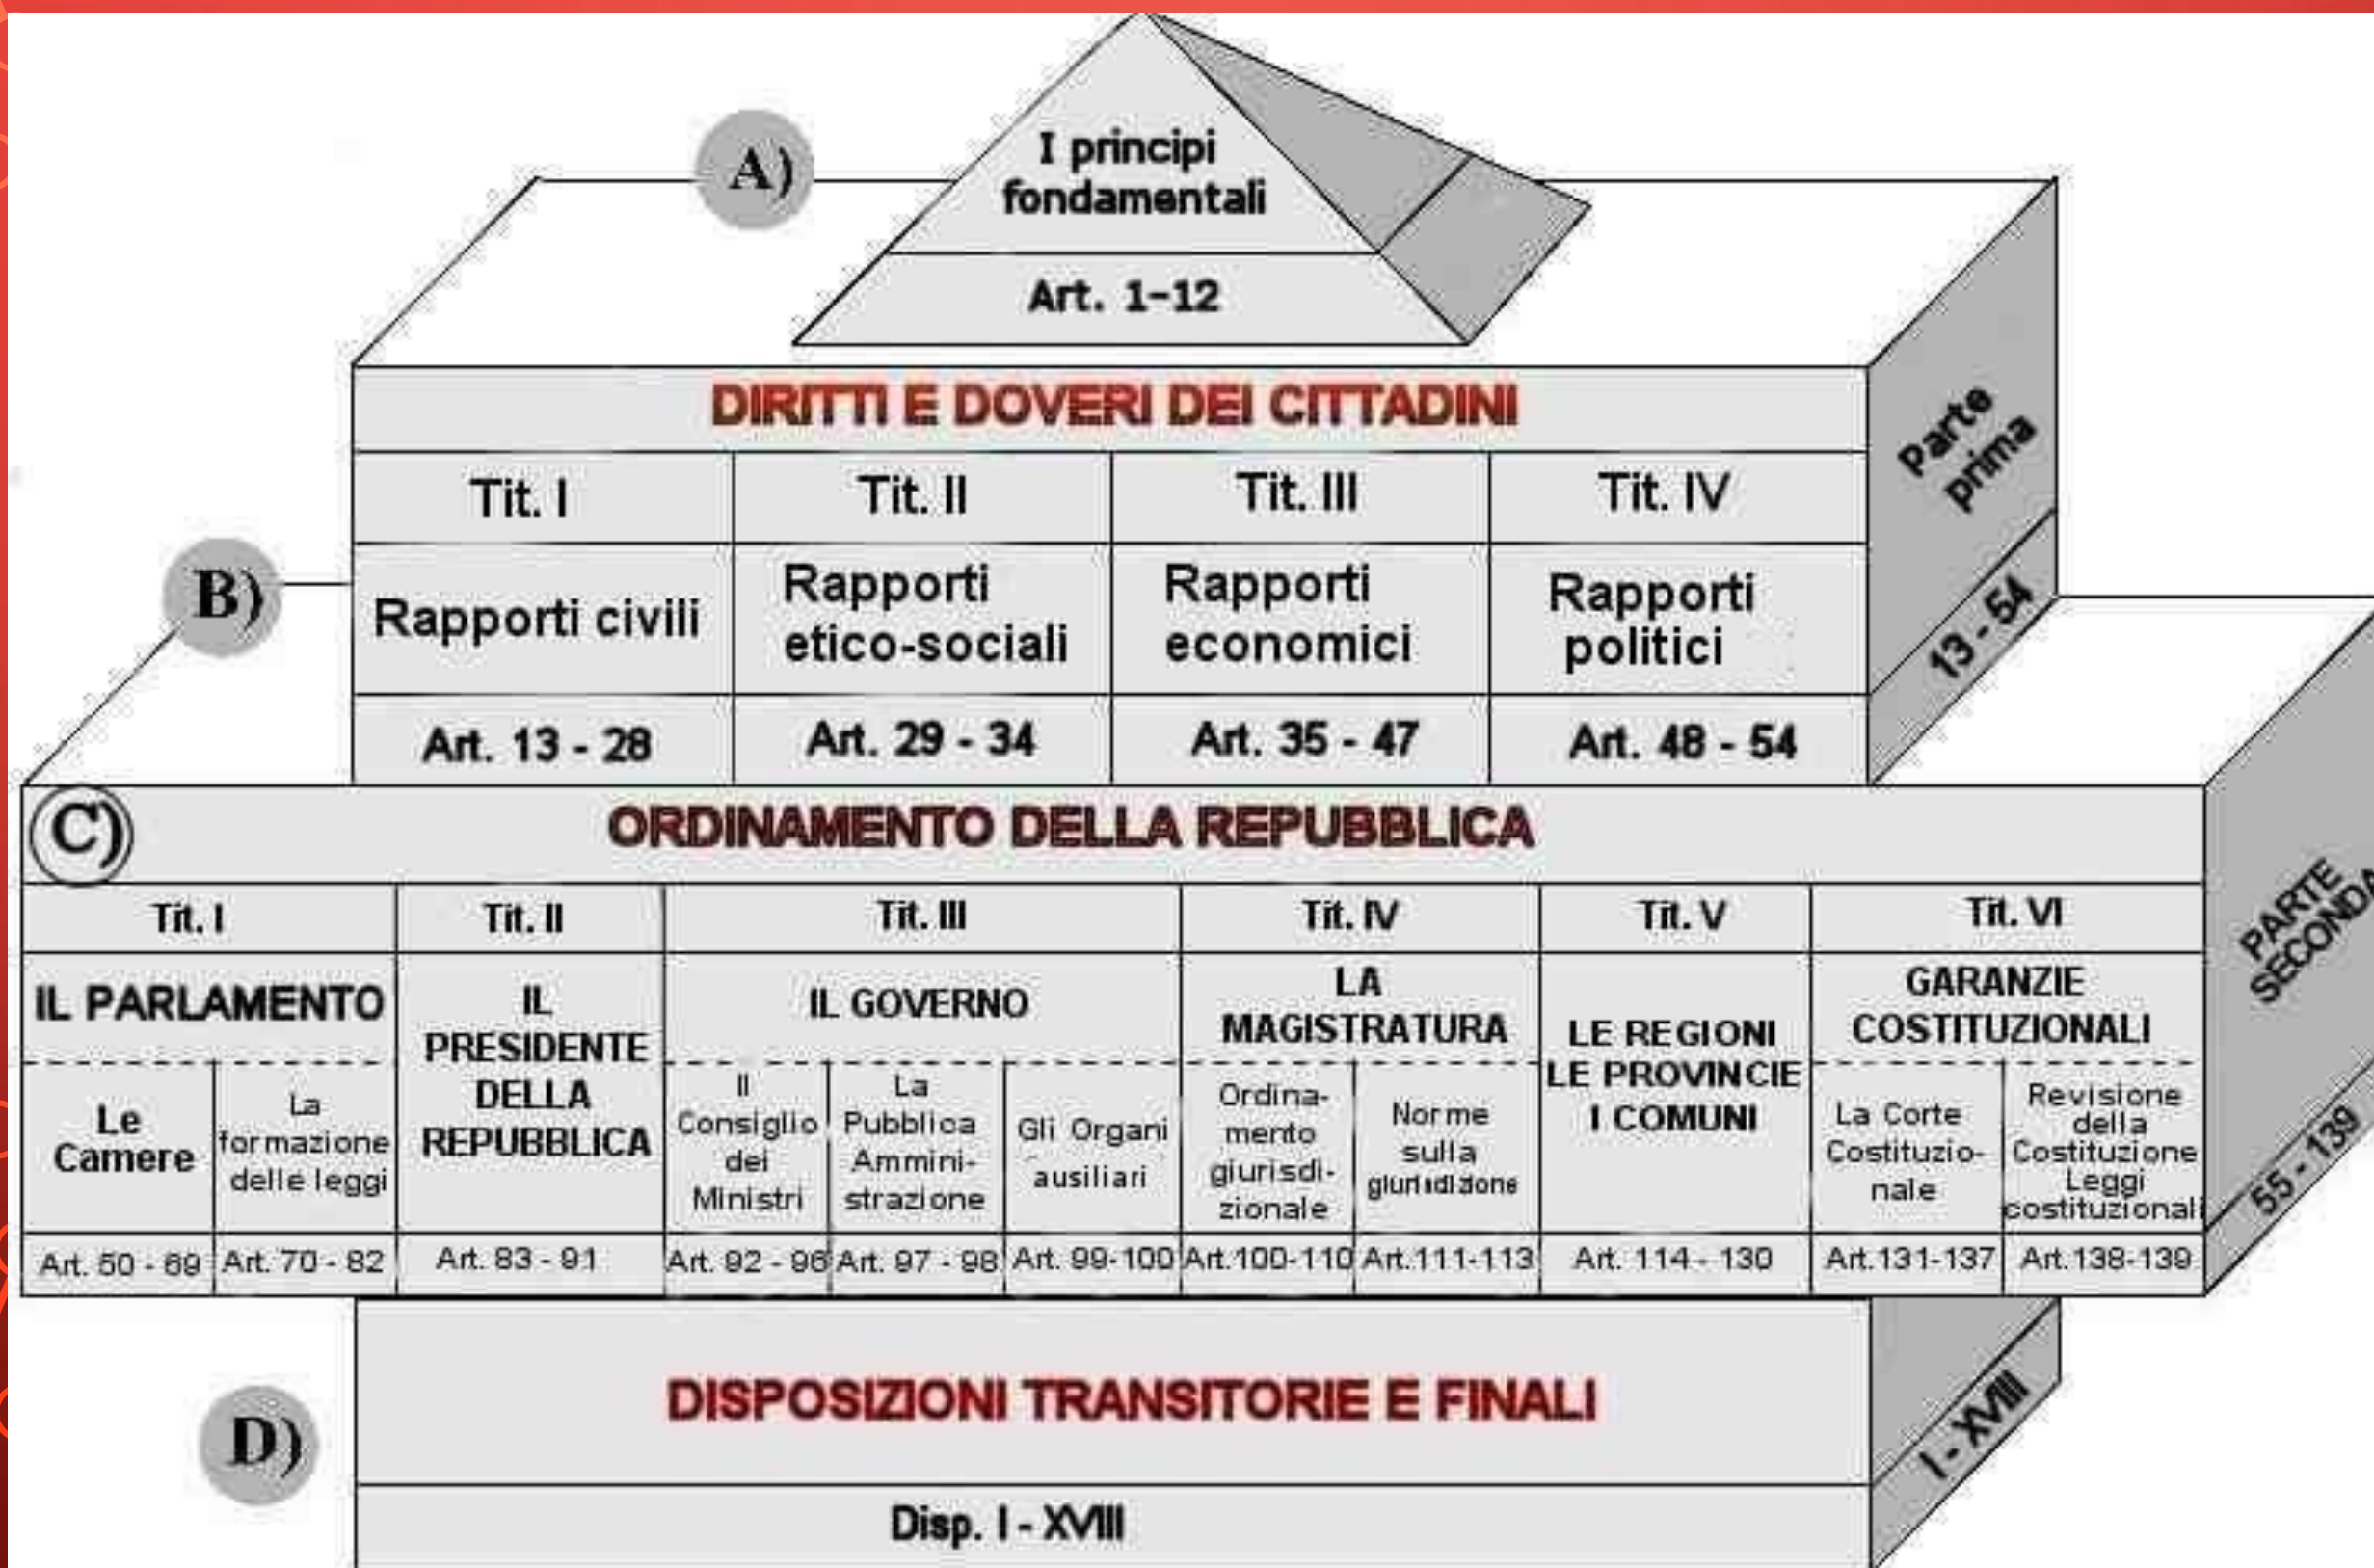 A)
I principi
fondamentali
Art. 1-12
DIRITTI E DOVERI DEI CITTADINI
Parte
prima
Tit. I
Tit. II
Tit. III
Tit. IV
B)
Rapporti civili
Rapporti
etico-sociali
Rapporti
economici
Rapporti
politici
13 - 54
Art. 13 - 28
Art. 29 - 34
Art. 35 - 47
Art. 48 - 54
C)
ORDINAMENTO DELLA REPUBBLICA
PARTE
SECONDA
Tit. I
Tit. II
Tit. III
Tit. IV
Tit. V
Tit. VI
IL PARLAMENTO
IL
PRESIDENTE
DELLA
REPUBBLICA
IL GOVERNO
LA
MAGISTRATURA
LE REGIONI
LE PROVINCIE
I COMUNI
GARANZIE
COSTITUZIONALI
Le
Camere
La
formazione
delle leggi
Il
Consiglio
dei
Ministri
La
Pubblica
Ammini-
strazione
Gli Organi
ausiliari
Ordina-
mento
giurisdi-
zionale
Norme
sulla
giurisdizione
La Corte
Costituzio-
nale
Revisione
della
Costituzione
Leggi
costituzionali
55 - 139
Art. 50 - 69
Art. 70 - 82
Art. 83 - 91
Art. 92 - 96
Art. 97 - 98
Art. 99-100
Art.100-110
Art.111-113
Art. 114 - 130
Art.131-137
Art.138-139
D)
DISPOSIZIONI TRANSITORIE E FINALI
I - XVIII
Disp. I - XVIII